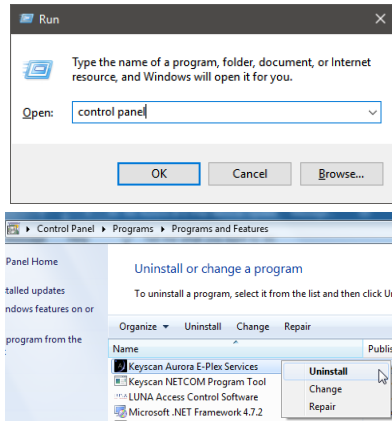 Run
Type the name of a program, folder, document, or Internet
resource, and Windows will open it for you.
Open:
control panel
OK
Cancel
Browse...
Control Panel
Programs
Programs and Features
Panel Home
Uninstall or change a program
talled updates
To uninstall a program, select it from the list and then click Un
ndows features on or
program from the
Organize
Uninstall
Change
Repair
Name
Publis
Keyscan Aurora E-Plex Services
Keyscan NETCOM Program Tool
LUNA Access Control Software
Microsoft .NET Framework 4.7.2
Uninstall
Change
Repair